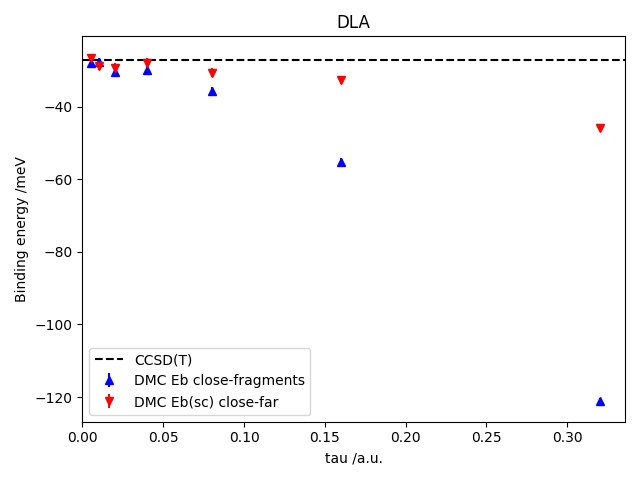 DLA
Binding energy /meV
−40
−60
−80
−100
−120
CCSD(T)
DMC Eb close-fragments
DMC Eb(sc) close-far
0.00 0.05 0.10 0.15 0.20 0.25 0.30
tau /a.u.